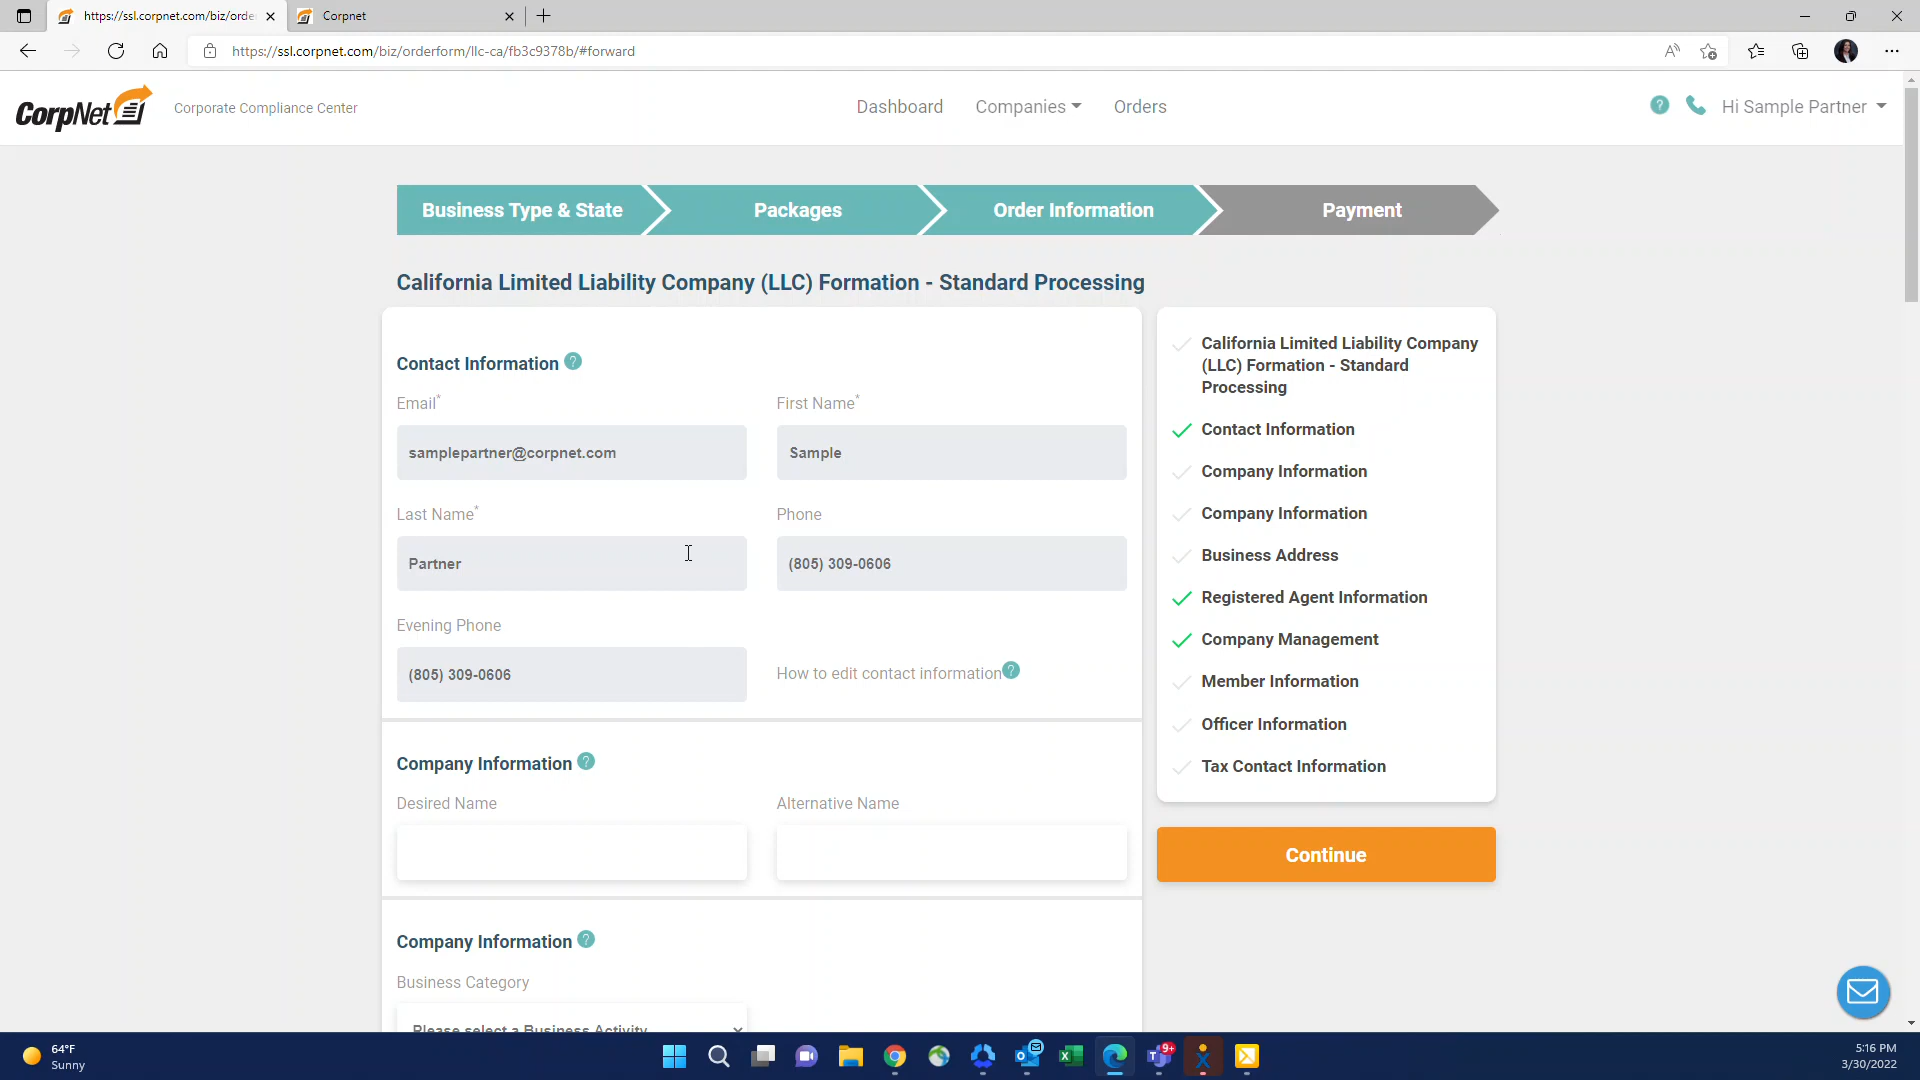 https://ssl.corpnet.com/biz/orde
Corpnet
https://ssl.corpnet.com/biz/orderform/llc-ca/fb3c9378b/#forward
CorpNet
Corporate Compliance Center
Dashboard
Companies
Orders
?
Hi Sample Partner
Business Type & State
Packages
Order Information
Payment
California Limited Liability Company (LLC) Formation - Standard Processing
Contact Information ?
Email*
First Name*
samplepartner@corpnet.com
Sample
Last Name*
Phone
Partner
(805) 309-0606
Evening Phone
(805) 309-0606
How to edit contact information ?
Company Information ?
Desired Name
Alternative Name
Company Information ?
Business Category
Please select a Business Activity
California Limited Liability Company
(LLC) Formation - Standard
Processing
Contact Information
Company Information
Company Information
Business Address
Registered Agent Information
Company Management
Member Information
Officer Information
Tax Contact Information
Continue
64°F
Sunny
9+
5:16 PM
3/30/2022